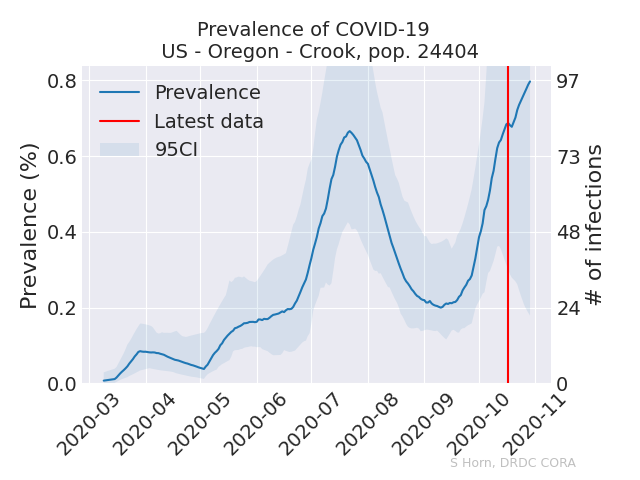 Prevalence of COVID-19
US - Oregon - Crook, pop. 24404
Prevalence
Latest data
95CI
Prevalence (%)
0.8
0.6
0.4
0.2
0.0
97
73
48
24
0
# of infections
2020-03
2020-04
2020-05
2020-06
2020-07
2020-08
2020-09
2020-10
2020-11
S Horn, DRDC CORA